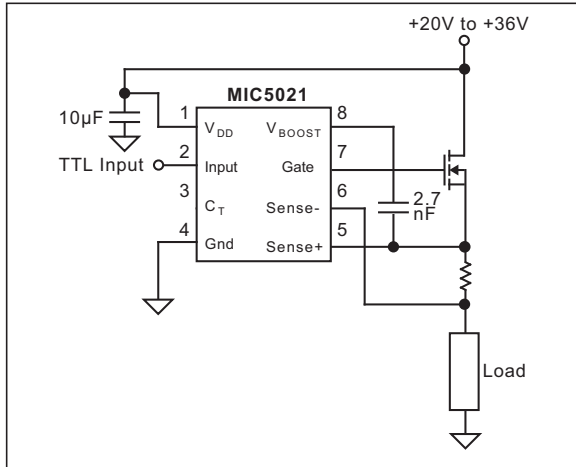 +20V to +36V
MIC5021
10µF
1
V_DD
V_BOOST
8
TTL Input
2
Input
Gate
7
3
C_T
Sense-
6
2.7
nF
4
Gnd
Sense+
5
Load